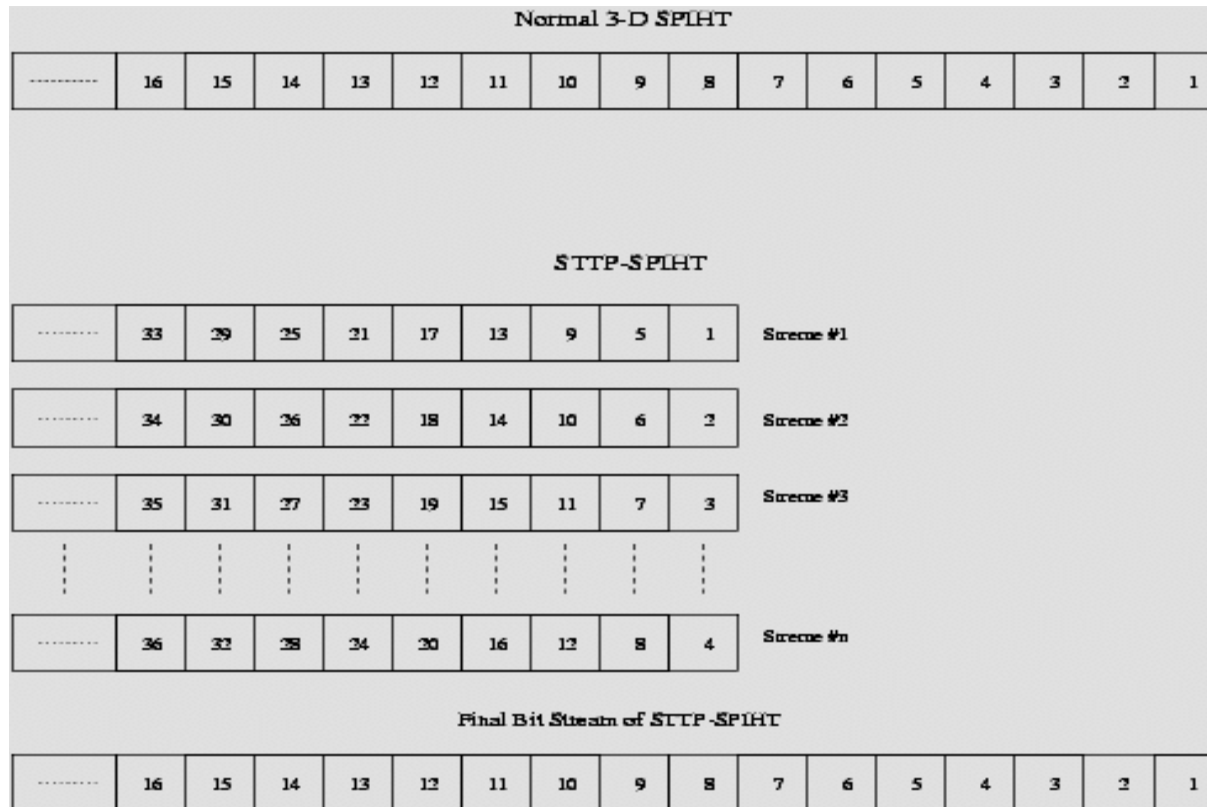 Normal 3-D SPIHT
---------- 16 15 14 13 12 11 10 9 8 7 6 5 4 3 2 1
STTP-SPIHT
--------- 33 29 25 21 17 13 9 5 1 Streme #1
--------- 34 30 26 22 18 14 10 6 2 Streme #2
--------- 35 31 27 23 19 15 11 7 3 Streme #3
--------- 36 32 28 24 20 16 12 8 4 Streme #n
Final Bit Stream of STTP-SPIHT
--------- 16 15 14 13 12 11 10 9 8 7 6 5 4 3 2 1